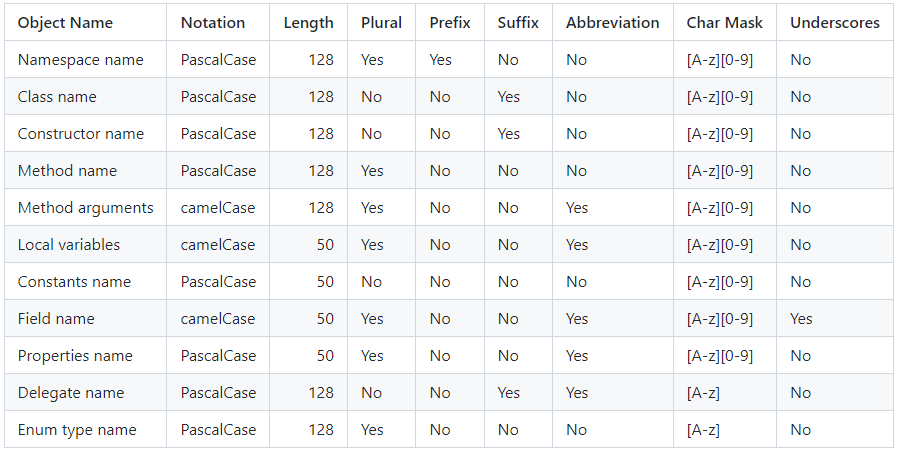 Object Name Notation Length Plural Prefix Suffix Abbreviation Char Mask Underscores
Namespace name PascalCase 128 Yes Yes No No [A-z][0-9] No
Class name PascalCase 128 No No Yes No [A-z][0-9] No
Constructor name PascalCase 128 No No Yes No [A-z][0-9] No
Method name PascalCase 128 Yes No No No [A-z][0-9] No
Method arguments camelCase 128 Yes No No Yes [A-z][0-9] No
Local variables camelCase 50 Yes No No Yes [A-z][0-9] No
Constants name PascalCase 50 No No No No [A-z][0-9] No
Field name camelCase 50 Yes No No Yes [A-z][0-9] Yes
Properties name PascalCase 50 Yes No No Yes [A-z][0-9] No
Delegate name PascalCase 128 No No Yes Yes [A-z] No
Enum type name PascalCase 128 Yes No No No [A-z] No